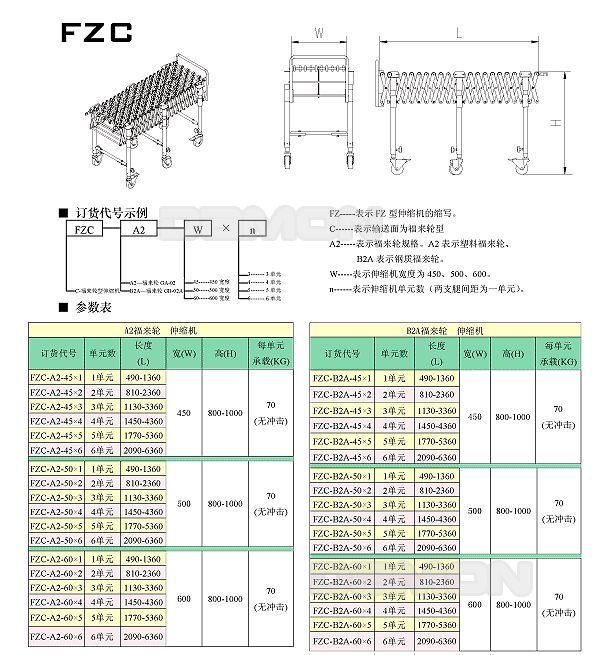 FZC
W
L
H
DDMON
■ 订货代号示例
FZC A2 W × n
C-福来轮型伸缩机
A2—福来轮 GA-02
B2A—福来轮 GB-02A
45-----450 宽度
50-----500 宽度
60-----600 宽度
3------3 单元
4------4 单元
5------5 单元
6------6 单元
FZ-----表示 FZ 型伸缩机的缩写。
C------表示输送面为福来轮型
A2-----表示福来轮规格。A2 表示塑料福来轮、
B2A 表示钢质福来轮。
W-----表示伸缩机宽度为 450、500、600。
n------表示伸缩机单元数(两支腿间距为一单元)。
■ 参数表
A2福来轮 伸缩机
订货代号 单元数 长度(L) 宽(W) 高(H) 每单元承载(KG)
FZC-A2-45×1 1单元 490-1360
FZC-A2-45×2 2单元 810-2360
FZC-A2-45×3 3单元 1130-3360
FZC-A2-45×4 4单元 1450-4360
FZC-A2-45×5 5单元 1770-5360
FZC-A2-45×6 6单元 2090-6360
450 800-1000 70
(无冲击)
FZC-A2-50×1 1单元 490-1360
FZC-A2-50×2 2单元 810-2360
FZC-A2-50×3 3单元 1130-3360
FZC-A2-50×4 4单元 1450-4360
FZC-A2-50×5 5单元 1770-5360
FZC-A2-50×6 6单元 2090-6360
500 800-1000 70
(无冲击)
FZC-A2-60×1 1单元 490-1360
FZC-A2-60×2 2单元 810-2360
FZC-A2-60×3 3单元 1130-3360
FZC-A2-60×4 4单元 1450-4360
FZC-A2-60×5 5单元 1770-5360
FZC-A2-60×6 6单元 2090-6360
600 800-1000 70
(无冲击)
B2A福来轮 伸缩机
订货代号 单元数 长度(L) 宽(W) 高(H) 每单元承载(KG)
FZC-B2A-45×1 1单元 490-1360
FZC-B2A-45×2 2单元 810-2360
FZC-B2A-45×3 3单元 1130-3360
FZC-B2A-45×4 4单元 1450-4360
FZC-B2A-45×5 5单元 1770-5360
FZC-B2A-45×6 6单元 2090-6360
450 800-1000 70
(无冲击)
FZC-B2A-50×1 1单元 490-1360
FZC-B2A-50×2 2单元 810-2360
FZC-B2A-50×3 3单元 1130-3360
FZC-B2A-50×4 4单元 1450-4360
FZC-B2A-50×5 5单元 1770-5360
FZC-B2A-50×6 6单元 2090-6360
500 800-1000 70
(无冲击)
FZC-B2A-60×1 1单元 490-1360
FZC-B2A-60×2 2单元 810-2360
FZC-B2A-60×3 3单元 1130-3360
FZC-B2A-60×4 4单元 1450-4360
FZC-B2A-60×5 5单元 1770-5360
FZC-B2A-60×6 6单元 2090-6360
600 800-1000 70
(无冲击)